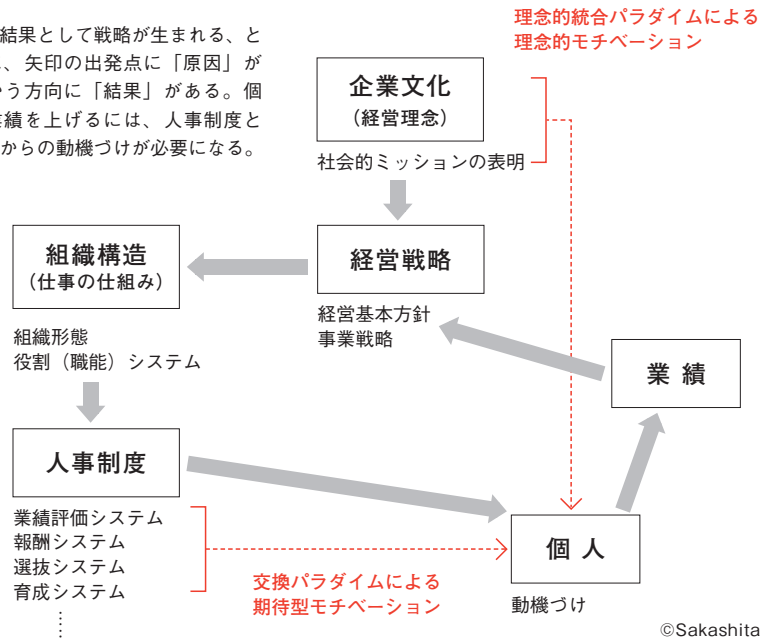 結果として戦略が生まれる、と
、矢印の出発点に「原因」が
う方向に「結果」がある。個
績を上げるには、人事制度と
からの動機づけが必要になる。
理念的統合パラダイムによる
理念的モチベーション
企業文化
（経営理念）
社会的ミッションの表明
組織構造
（仕事の仕組み）
経営戦略
組織形態
役割（職能）システム
経営基本方針
事業戦略
業 績
人事制度
業績評価システム
報酬システム
選抜システム
育成システム
⋮
個 人
動機づけ
交換パラダイムによる
期待型モチベーション
©Sakashita